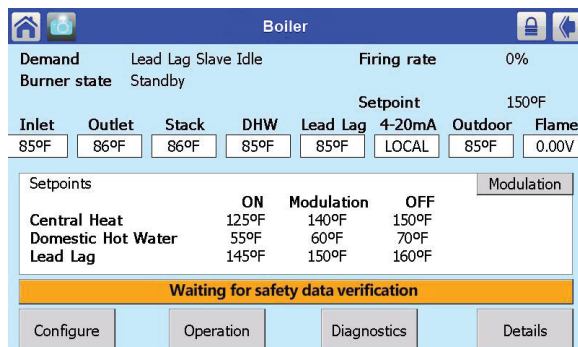 Boiler
Demand Lead Lag Slave Idle Firing rate 0%
Burner state Standby
Setpoint 150ºF
Inlet Outlet Stack DHW Lead Lag 4-20mA Outdoor Flame
85ºF 86ºF 86ºF 85ºF 85ºF LOCAL 85ºF 0.00V
Setpoints Modulation
ON Modulation OFF
Central Heat 125ºF 140ºF 150ºF
Domestic Hot Water 55ºF 60ºF 70ºF
Lead Lag 145ºF 150ºF 160ºF
Waiting for safety data verification
Configure Operation Diagnostics Details